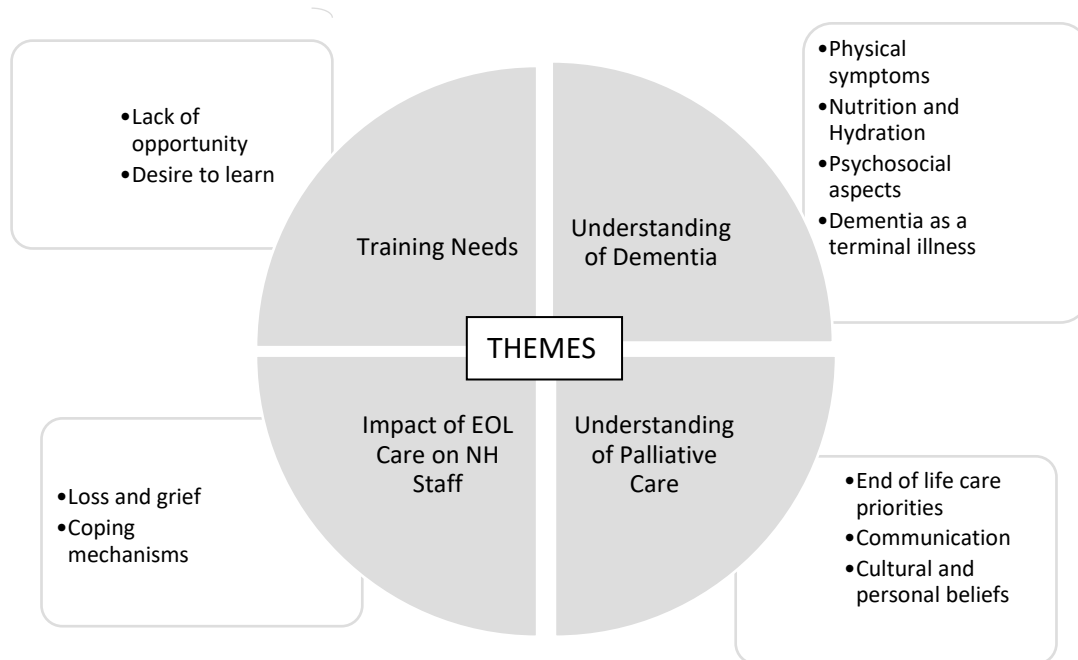 •Lack of
opportunity
•Desire to learn
•Physical
symptoms
•Nutrition and
Hydration
•Psychosocial
aspects
•Dementia as a
terminal illness
Training Needs
Understanding
of Dementia
THEMES
Impact of EOL
Care on NH
Staff
Understanding
of Palliative
Care
•Loss and grief
•Coping
mechanisms
•End of life care
priorities
•Communication
•Cultural and
personal beliefs